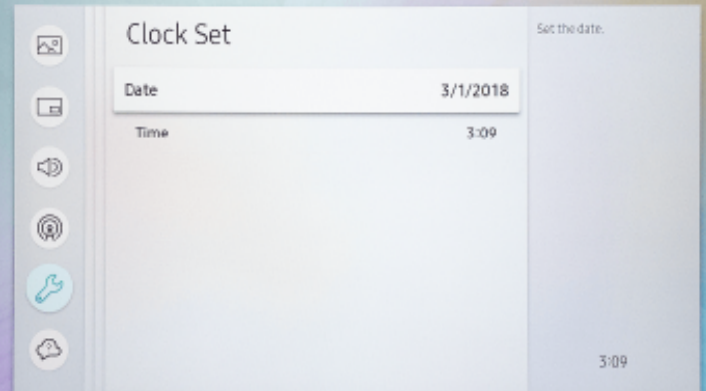 Clock Set
Set the date.
Date 3/1/2018
Time 3:09
3:09